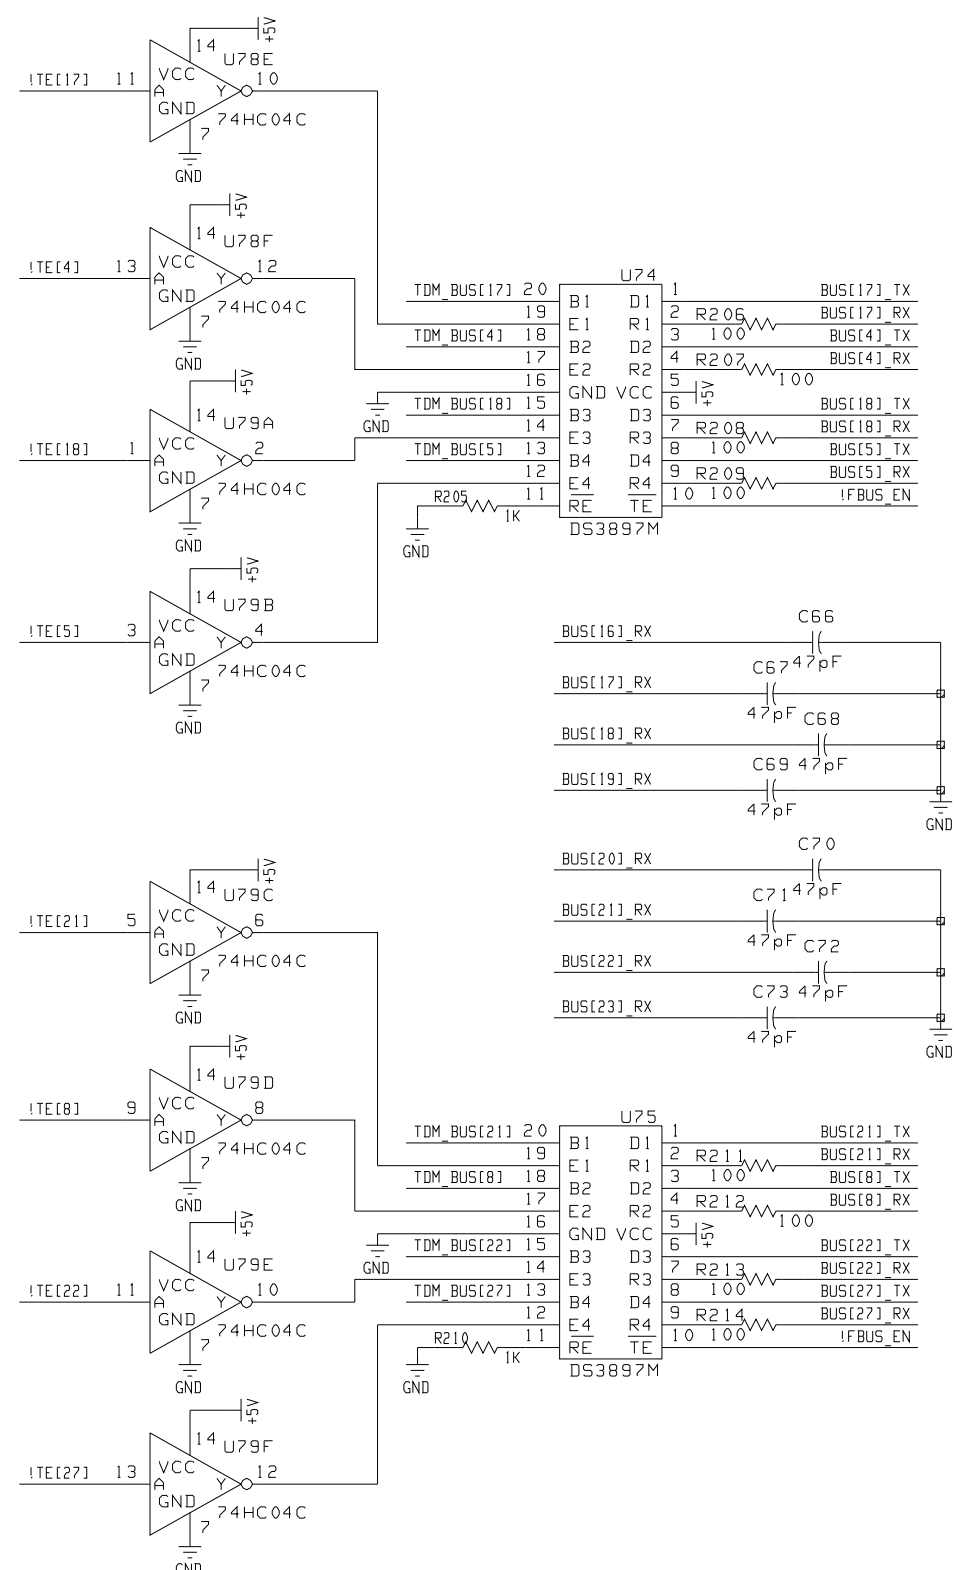 +5V
14 U78E
!TE[17] 11 VCC A Y 10
GND 74HC04C
7
GND
+5V
14 U78F
!TE[4] 13 VCC A Y 12
GND 74HC04C
7
GND
+5V
14 U79A
!TE[18] 1 VCC A Y 2
GND 74HC04C
7
GND
+5V
14 U79B
!TE[5] 3 VCC A Y 4
GND 74HC04C
7
GND
U74
TDM_BUS[17] 20 B1 D1 1 BUS[17]_TX
19 E1 R1 2 R206 100 BUS[17]_RX
TDM_BUS[4] 18 B2 D2 3 BUS[4]_TX
17 E2 R2 4 R207 100 BUS[4]_RX
16 GND VCC 5 +5V
GND
TDM_BUS[18] 15 B3 D3 6 BUS[18]_TX
14 E3 R3 7 R208 100 BUS[18]_RX
TDM_BUS[5] 13 B4 D4 8 BUS[5]_TX
12 E4 R4 9 R209 100 BUS[5]_RX
R205 1K 11 RE TE 10 !FBUS_EN
GND
DS3897M
BUS[16]_RX C66 47pF
BUS[17]_RX C67 47pF
BUS[18]_RX C68 47pF
BUS[19]_RX C69 47pF
GND
BUS[20]_RX C70 47pF
BUS[21]_RX C71 47pF
BUS[22]_RX C72 47pF
BUS[23]_RX C73 47pF
GND
+5V
14 U79C
!TE[21] 5 VCC A Y 6
GND 74HC04C
7
GND
+5V
14 U79D
!TE[8] 9 VCC A Y 8
GND 74HC04C
7
GND
+5V
14 U79E
!TE[22] 11 VCC A Y 10
GND 74HC04C
7
GND
+5V
14 U79F
!TE[27] 13 VCC A Y 12
GND 74HC04C
7
GND
U75
TDM_BUS[21] 20 B1 D1 1 BUS[21]_TX
19 E1 R1 2 R211 100 BUS[21]_RX
TDM_BUS[8] 18 B2 D2 3 BUS[8]_TX
17 E2 R2 4 R212 100 BUS[8]_RX
16 GND VCC 5 +5V
GND
TDM_BUS[22] 15 B3 D3 6 BUS[22]_TX
14 E3 R3 7 R213 100 BUS[22]_RX
TDM_BUS[27] 13 B4 D4 8 BUS[27]_TX
12 E4 R4 9 R214 100 BUS[27]_RX
R210 1K 11 RE TE 10 !FBUS_EN
GND
DS3897M